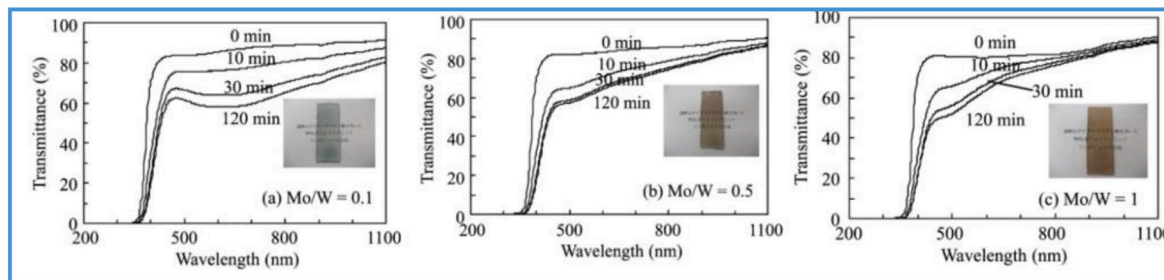 100
80
60
40
20
0
Transmittance (%)
0 min
10 min
30 min
120 min
(a) Mo/W = 0.1
200
500
800
1100
Wavelength (nm)
100
80
60
40
20
0
Transmittance (%)
0 min
10 min
30 min
120 min
(b) Mo/W = 0.5
200
500
800
1100
Wavelength (nm)
100
80
60
40
20
0
Transmittance (%)
0 min
10 min
30 min
120 min
(c) Mo/W = 1
200
500
800
1100
Wavelength (nm)